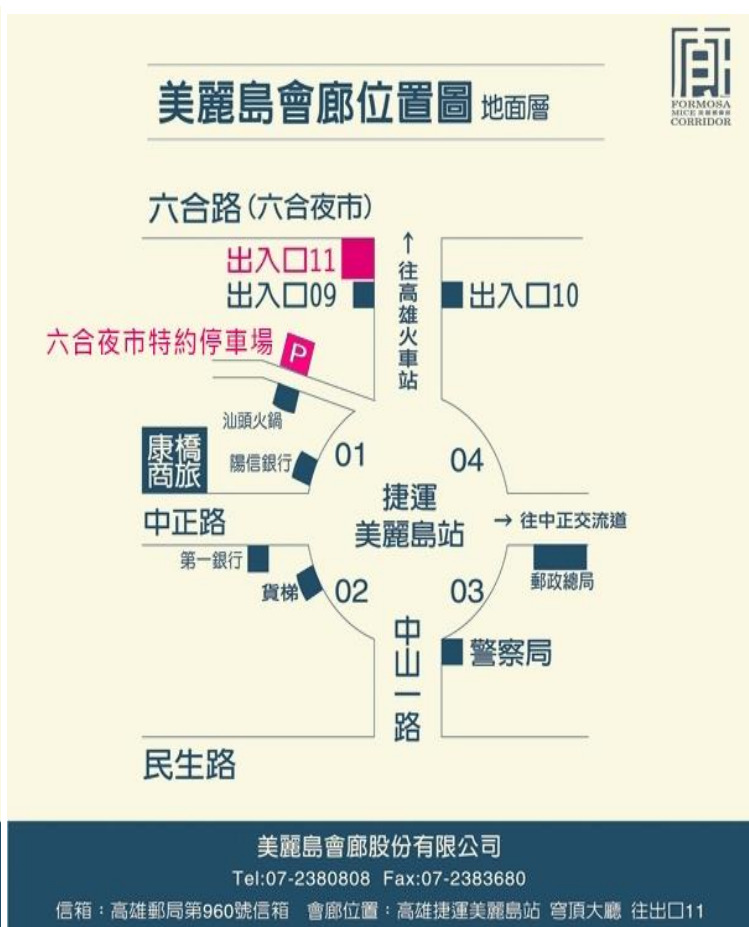 FORMOSA
MICE 美麗島會廊
CORRIDOR
美麗島會廊位置圖 地面層
六合路(六合夜市)
出入口11
出入口09
↑往高雄火車站
出入口10
六合夜市特約停車場 P
汕頭火鍋
康橋商旅
陽信銀行
01
04
捷運
美麗島站
中正路
→ 往中正交流道
第一銀行
貨梯
02
03
郵政總局
中山一路
警察局
民生路
美麗島會廊股份有限公司
Tel:07-2380808 Fax:07-2383680
信箱：高雄郵局第960號信箱 會廊位置：高雄捷運美麗島站 穹頂大廳 往出口11